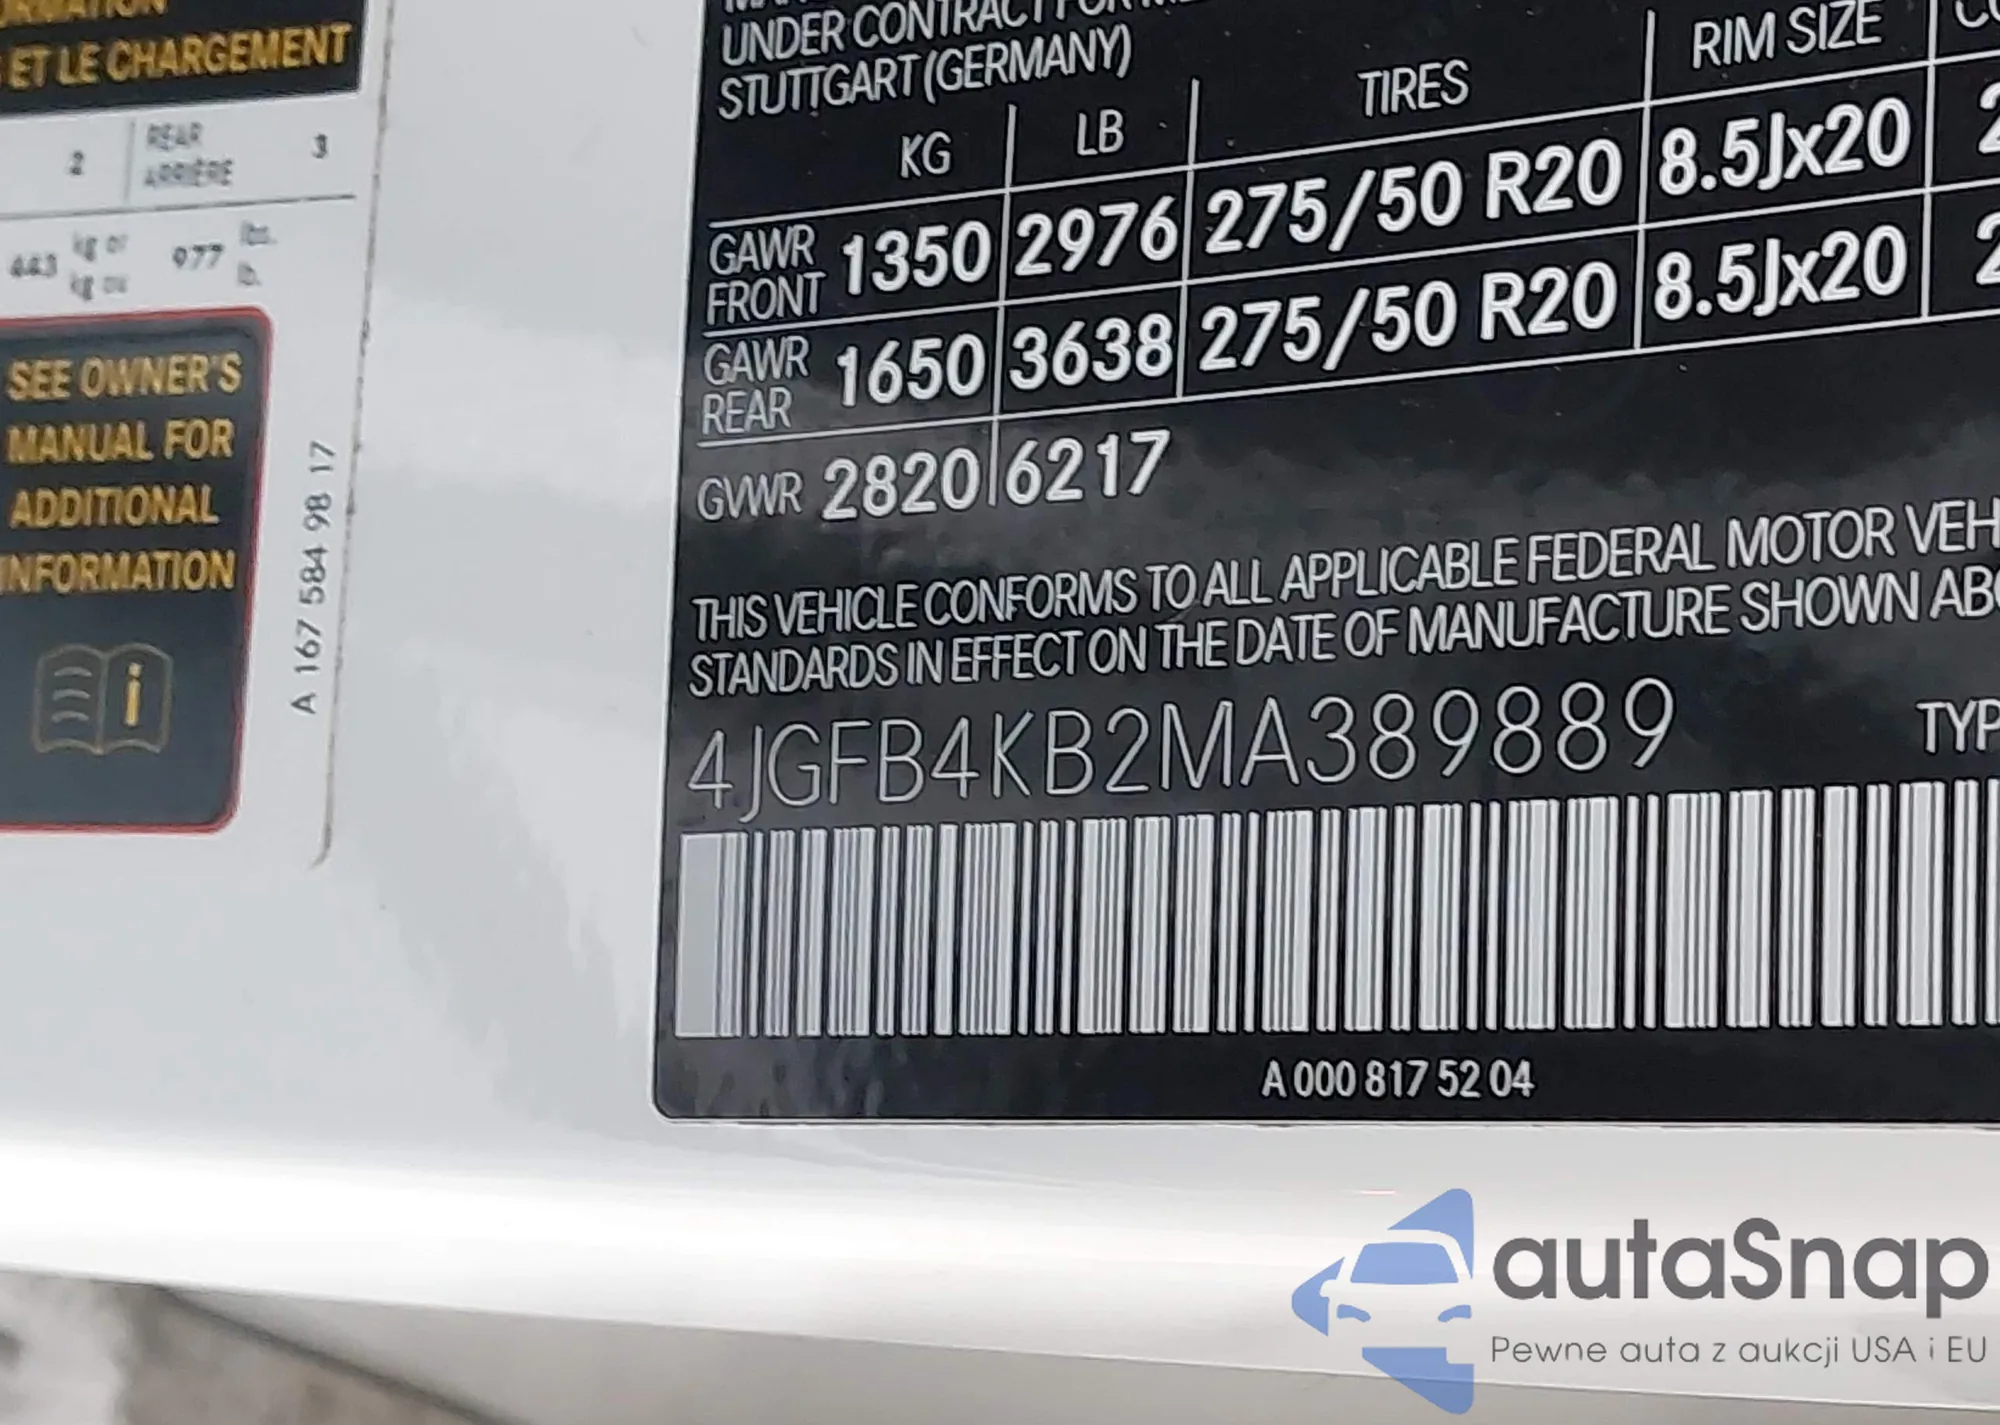 ET LE CHARGEMENT
2 REAR ARRIÈRE 3
443 kg or kg ou 977 lbs. lb.
SEE OWNER'S
MANUAL FOR
ADDITIONAL
INFORMATION
i
A 167 584 98 17
UNDER CONTRACT FOR
STUTTGART (GERMANY)
KG LB TIRES RIM SIZE
GAWR FRONT 1350 2976 275/50 R20 8.5Jx20
GAWR REAR 1650 3638 275/50 R20 8.5Jx20
GVWR 2820 6217
THIS VEHICLE CONFORMS TO ALL APPLICABLE FEDERAL MOTOR VEH
STANDARDS IN EFFECT ON THE DATE OF MANUFACTURE SHOWN ABO
4JGFB4KB2MA389889 TYP
A 000 817 52 04
autaSnap
Pewne auta z aukcji USA i EU